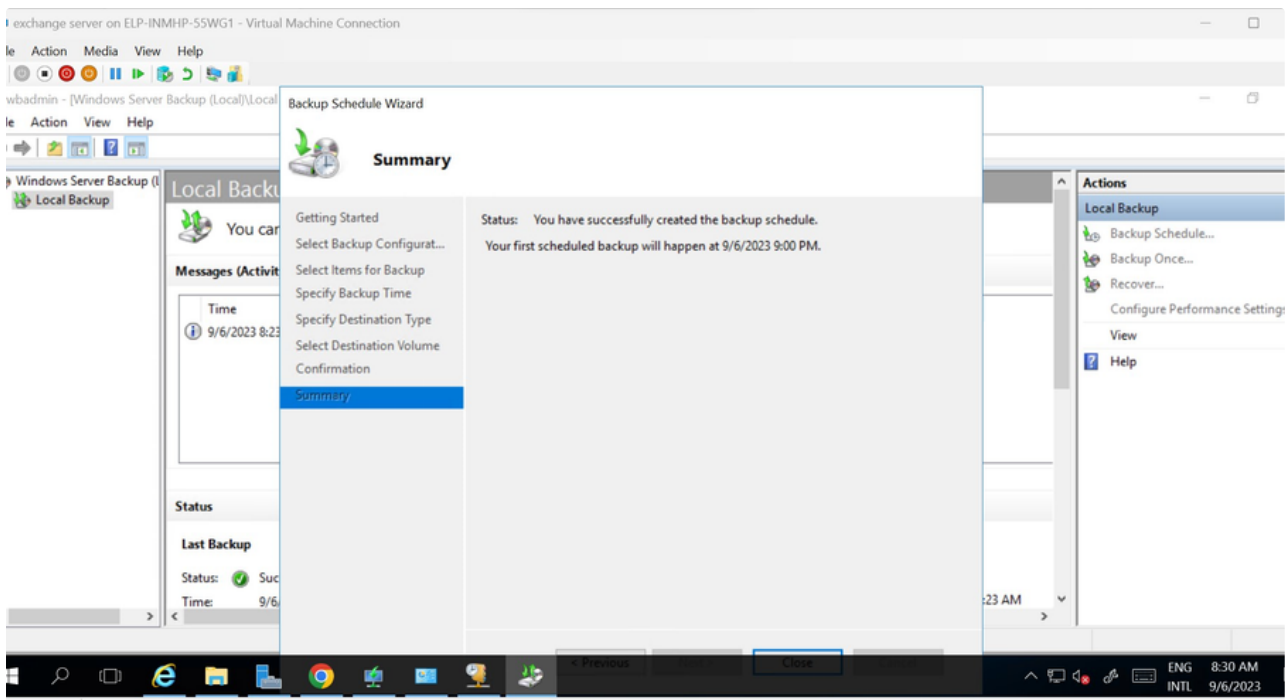 exchange server on ELP-INMHP-55WG1 - Virtual Machine Connection
Action Media View Help
wbadmin - [Windows Server Backup (Local)\Local
Action View Help
Windows Server Backup (L
Local Backup
Local Backu
You can
Messages (Activit
Time
9/6/2023 8:23
Status
Last Backup
Status: Suc
Time: 9/6
:23 AM
Backup Schedule Wizard
Summary
Getting Started
Select Backup Configurat...
Select Items for Backup
Specify Backup Time
Specify Destination Type
Select Destination Volume
Confirmation
Summary
Status: You have successfully created the backup schedule.
Your first scheduled backup will happen at 9/6/2023 9:00 PM.
< Previous
Next >
Close
Cancel
Actions
Local Backup
Backup Schedule...
Backup Once...
Recover...
Configure Performance Settings
View
Help
ENG
INTL
8:30 AM
9/6/2023